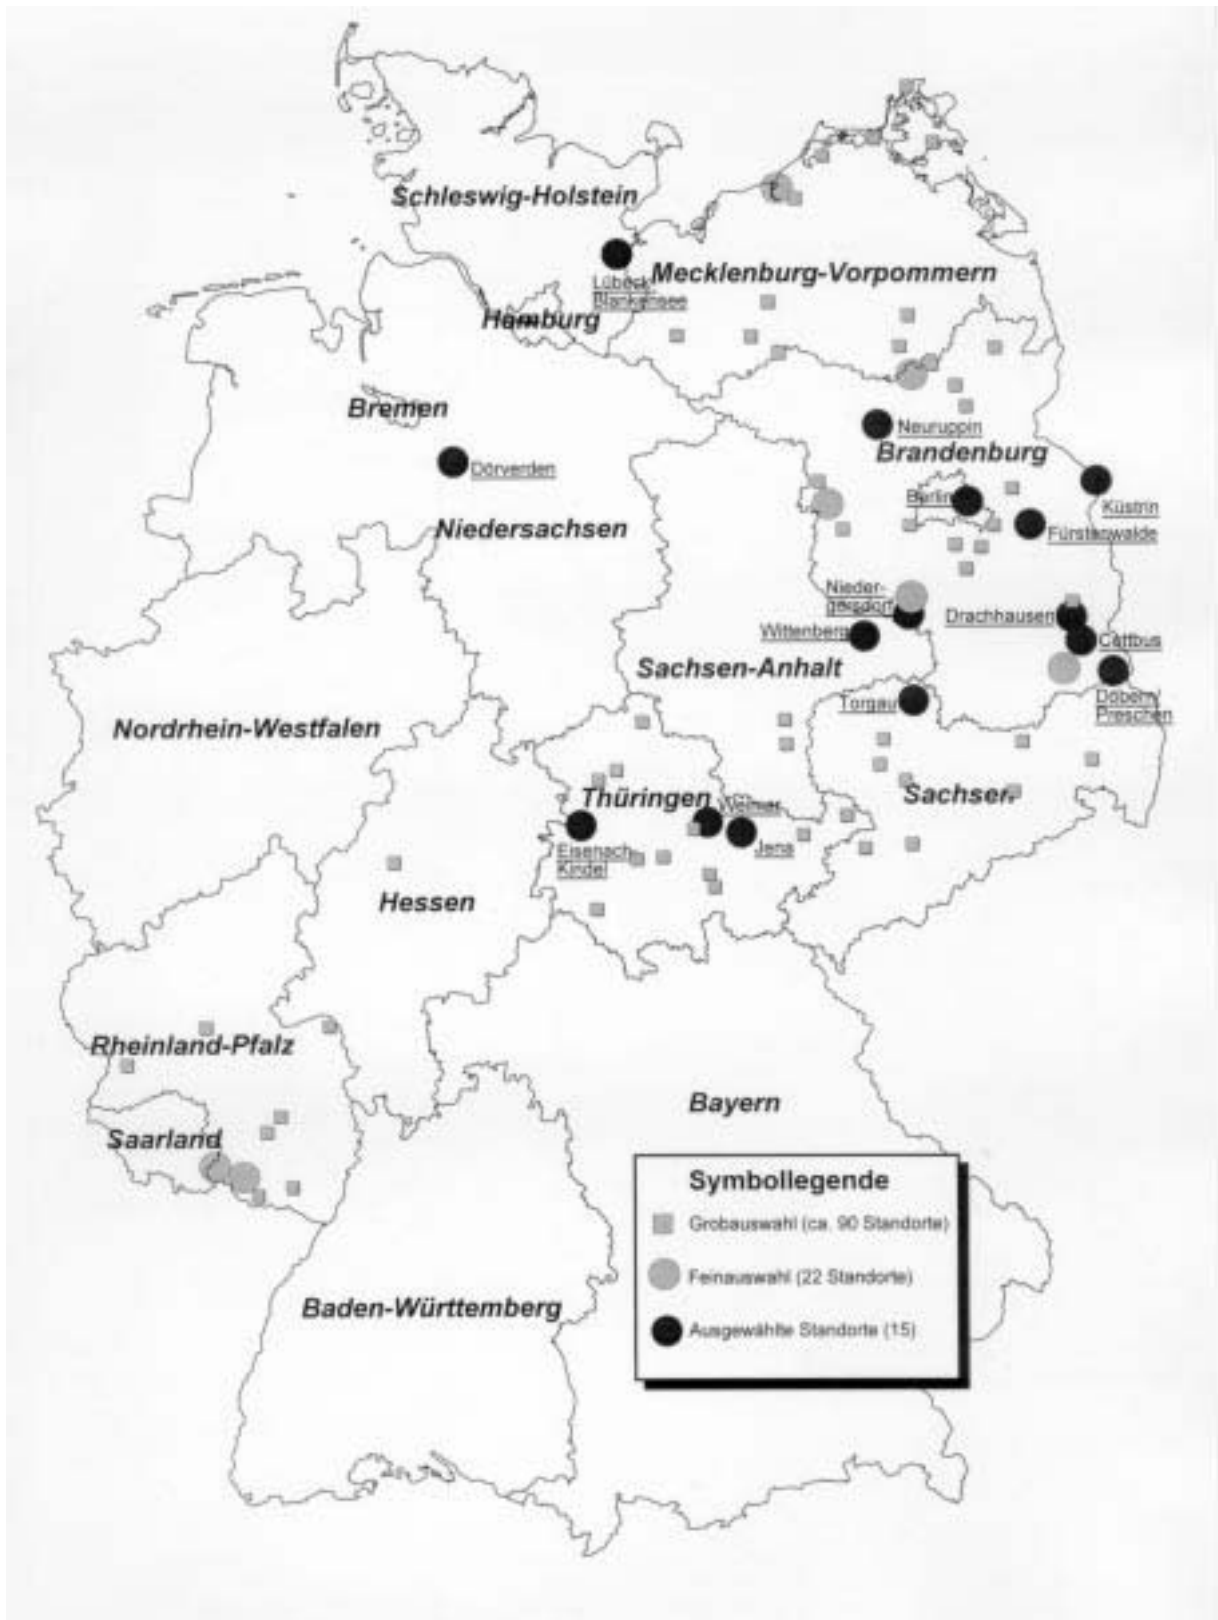 Schleswig-Holstein
Lübeck-
Blankensee
Mecklenburg-Vorpommern
Hamburg
Bremen
Dörverden
Neuruppin
Brandenburg
Berlin
Küstrin
Fürstenwalde
Niedersachsen
Nieder-
gersdorf
Drachhausen
Wittenberg
Cottbus
Sachsen-Anhalt
Torgau
Döbern/
Preschen
Nordrhein-Westfalen
Thüringen
Weimar
Sachsen
Jena
Eisenach
Kindel
Hessen
Rheinland-Pfalz
Bayern
Saarland
Symbollegende
Grobauswahl (ca. 90 Standorte)
Feinauswahl (22 Standorte)
Ausgewählte Standorte (15)
Baden-Württemberg